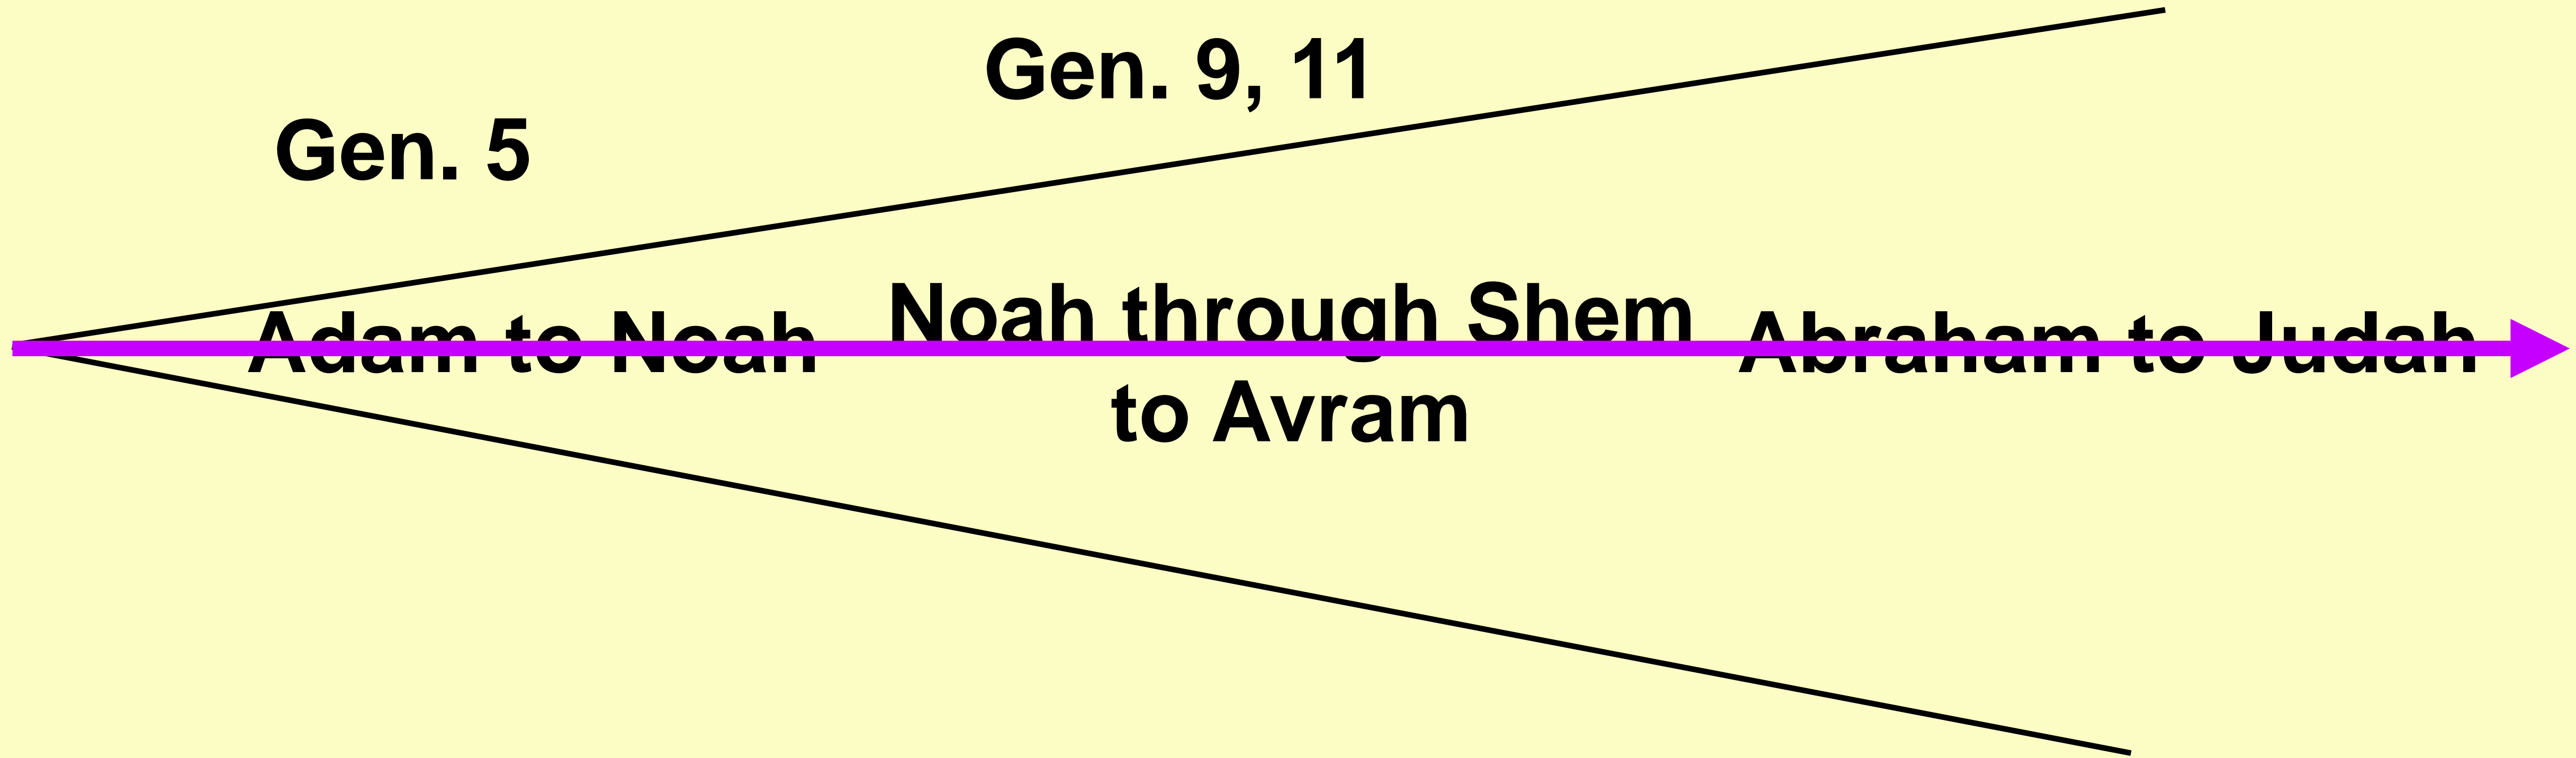 Gen. 9, 11
Gen. 5
Adam to Noah
Noah through Shem
to Avram
Abraham to Judah